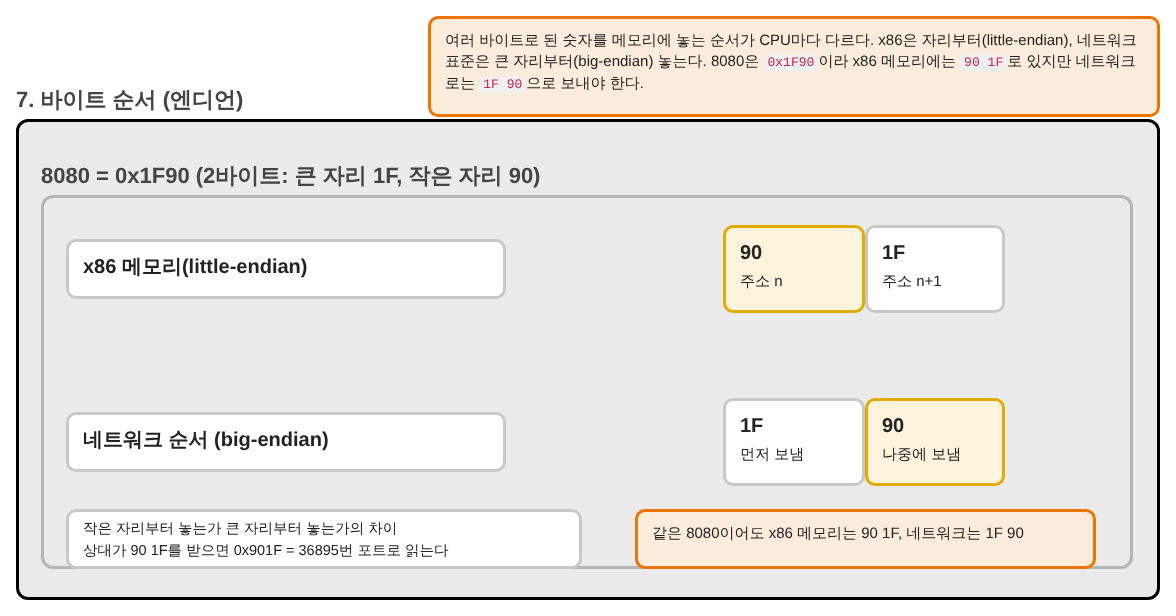 여러 바이트로 된 숫자를 메모리에 놓는 순서가 CPU마다 다르다. x86은 자리부터(little-endian), 네트워크
표준은 큰 자리부터(big-endian) 놓는다. 8080은 0x1F90 이라 x86 메모리에는 90 1F 로 있지만 네트워크
로는 1F 90 으로 보내야 한다.
7. 바이트 순서 (엔디언)
8080 = 0x1F90 (2바이트: 큰 자리 1F, 작은 자리 90)
x86 메모리(little-endian)
90
주소 n
1F
주소 n+1
네트워크 순서 (big-endian)
1F
먼저 보냄
90
나중에 보냄
작은 자리부터 놓는가 큰 자리부터 놓는가의 차이
상대가 90 1F를 받으면 0x901F = 36895번 포트로 읽는다
같은 8080이어도 x86 메모리는 90 1F, 네트워크는 1F 90